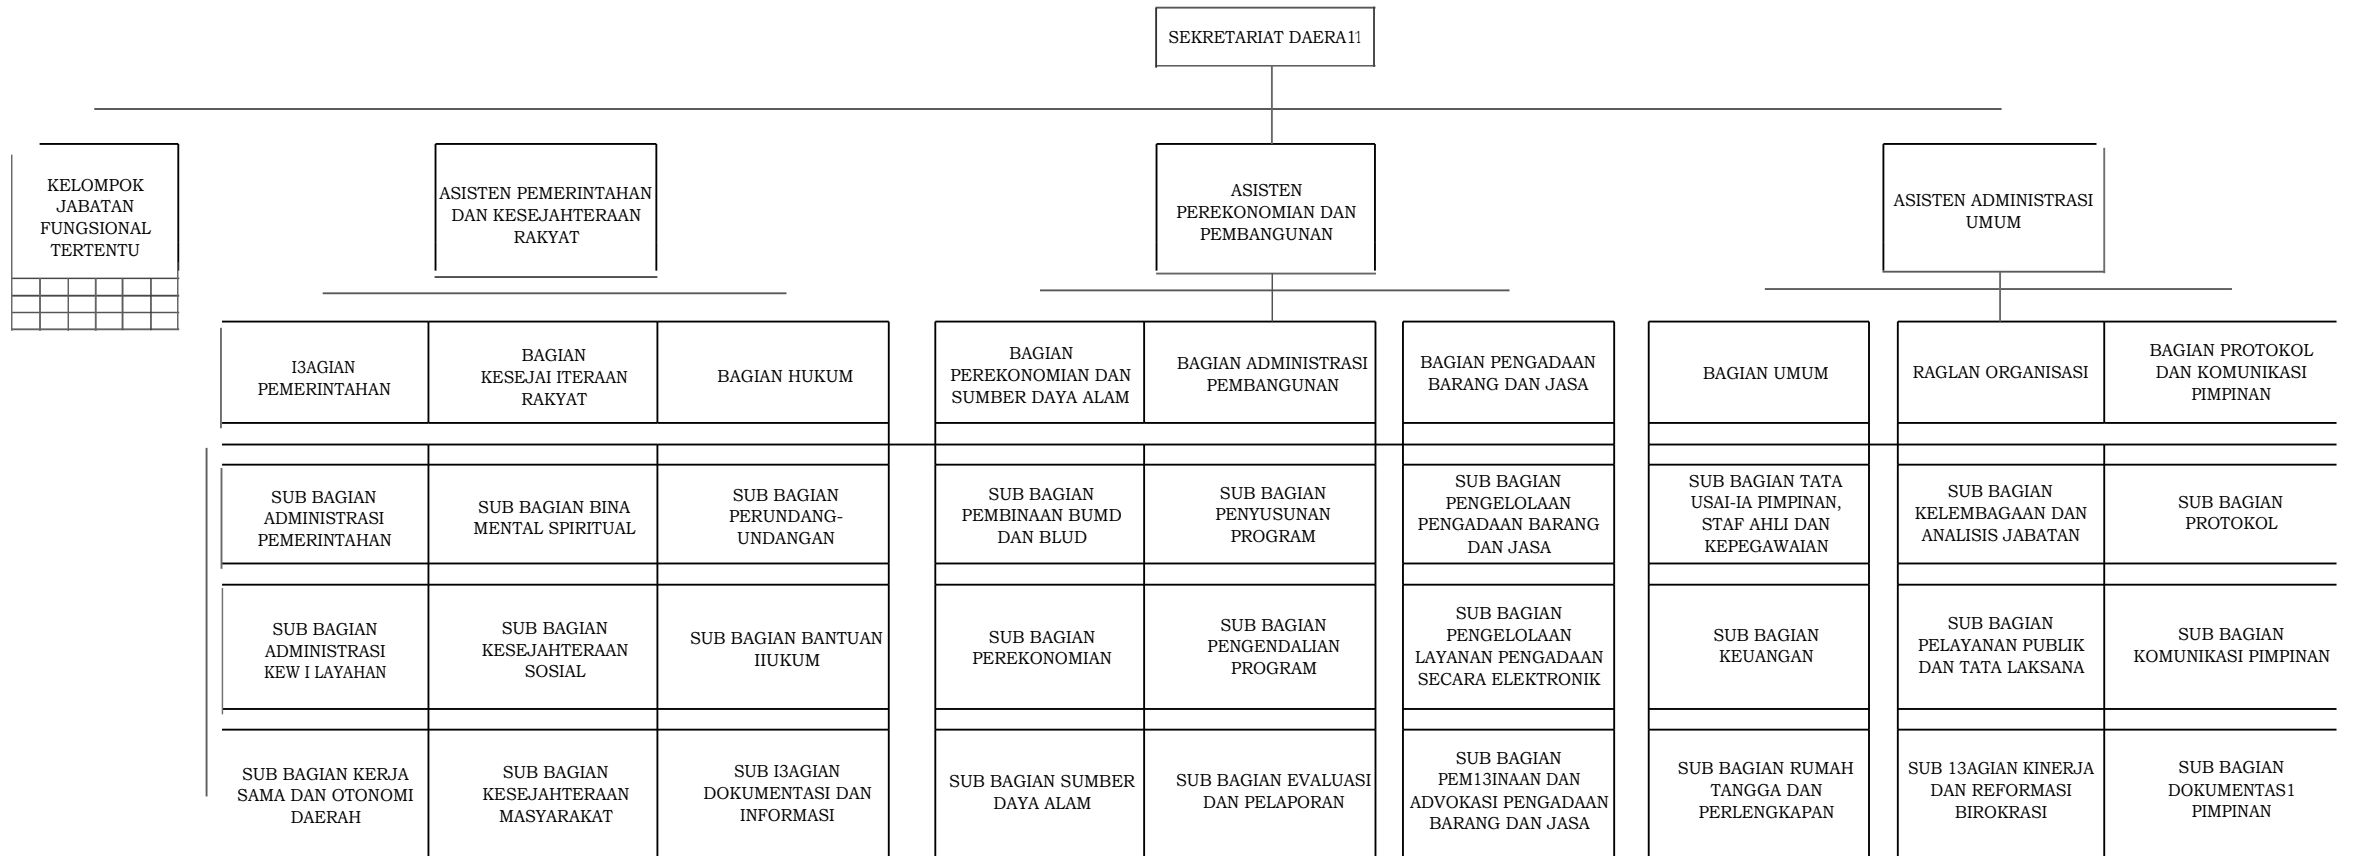 SEKRETARIAT DAERA11
KELOMPOK
JABATAN
FUNGSIONAL
TERTENTU
ASISTEN PEMERINTAHAN
DAN KESEJAHTERAAN
RAKYAT
ASISTEN
PEREKONOMIAN DAN
PEMBANGUNAN
ASISTEN ADMINISTRASI
UMUM
I3AGIAN
PEMERINTAHAN
BAGIAN
KESEJAI ITERAAN
RAKYAT
BAGIAN HUKUM
BAGIAN
PEREKONOMIAN DAN
SUMBER DAYA ALAM
BAGIAN ADMINISTRASI
PEMBANGUNAN
BAGIAN PENGADAAN
BARANG DAN JASA
BAGIAN UMUM
RAGLAN ORGANISASI
BAGIAN PROTOKOL
DAN KOMUNIKASI
PIMPINAN
SUB BAGIAN
ADMINISTRASI
PEMERINTAHAN
SUB BAGIAN BINA
MENTAL SPIRITUAL
SUB BAGIAN
PERUNDANG-
UNDANGAN
SUB BAGIAN
PEMBINAAN BUMD
DAN BLUD
SUB BAGIAN
PENYUSUNAN
PROGRAM
SUB BAGIAN
PENGELOLAAN
PENGADAAN BARANG
DAN JASA
SUB BAGIAN TATA
USAI-IA PIMPINAN,
STAF AHLI DAN
KEPEGAWAIAN
SUB BAGIAN
KELEMBAGAAN DAN
ANALISIS JABATAN
SUB BAGIAN
PROTOKOL
SUB BAGIAN
ADMINISTRASI
KEW I LAYAHAN
SUB BAGIAN
KESEJAHTERAAN
SOSIAL
SUB BAGIAN BANTUAN
IIUKUM
SUB BAGIAN
PEREKONOMIAN
SUB BAGIAN
PENGENDALIAN
PROGRAM
SUB BAGIAN
PENGELOLAAN
LAYANAN PENGADAAN
SECARA ELEKTRONIK
SUB BAGIAN
KEUANGAN
SUB BAGIAN
PELAYANAN PUBLIK
DAN TATA LAKSANA
SUB BAGIAN
KOMUNIKASI PIMPINAN
SUB BAGIAN KERJA
SAMA DAN OTONOMI
DAERAH
SUB BAGIAN
KESEJAHTERAAN
MASYARAKAT
SUB I3AGIAN
DOKUMENTASI DAN
INFORMASI
SUB BAGIAN SUMBER
DAYA ALAM
SUB BAGIAN EVALUASI
DAN PELAPORAN
SUB BAGIAN
PEM13INAAN DAN
ADVOKASI PENGADAAN
BARANG DAN JASA
SUB BAGIAN RUMAH
TANGGA DAN
PERLENGKAPAN
SUB 13AGIAN KINERJA
DAN REFORMASI
BIROKRASI
SUB BAGIAN
DOKUMENTAS1
PIMPINAN